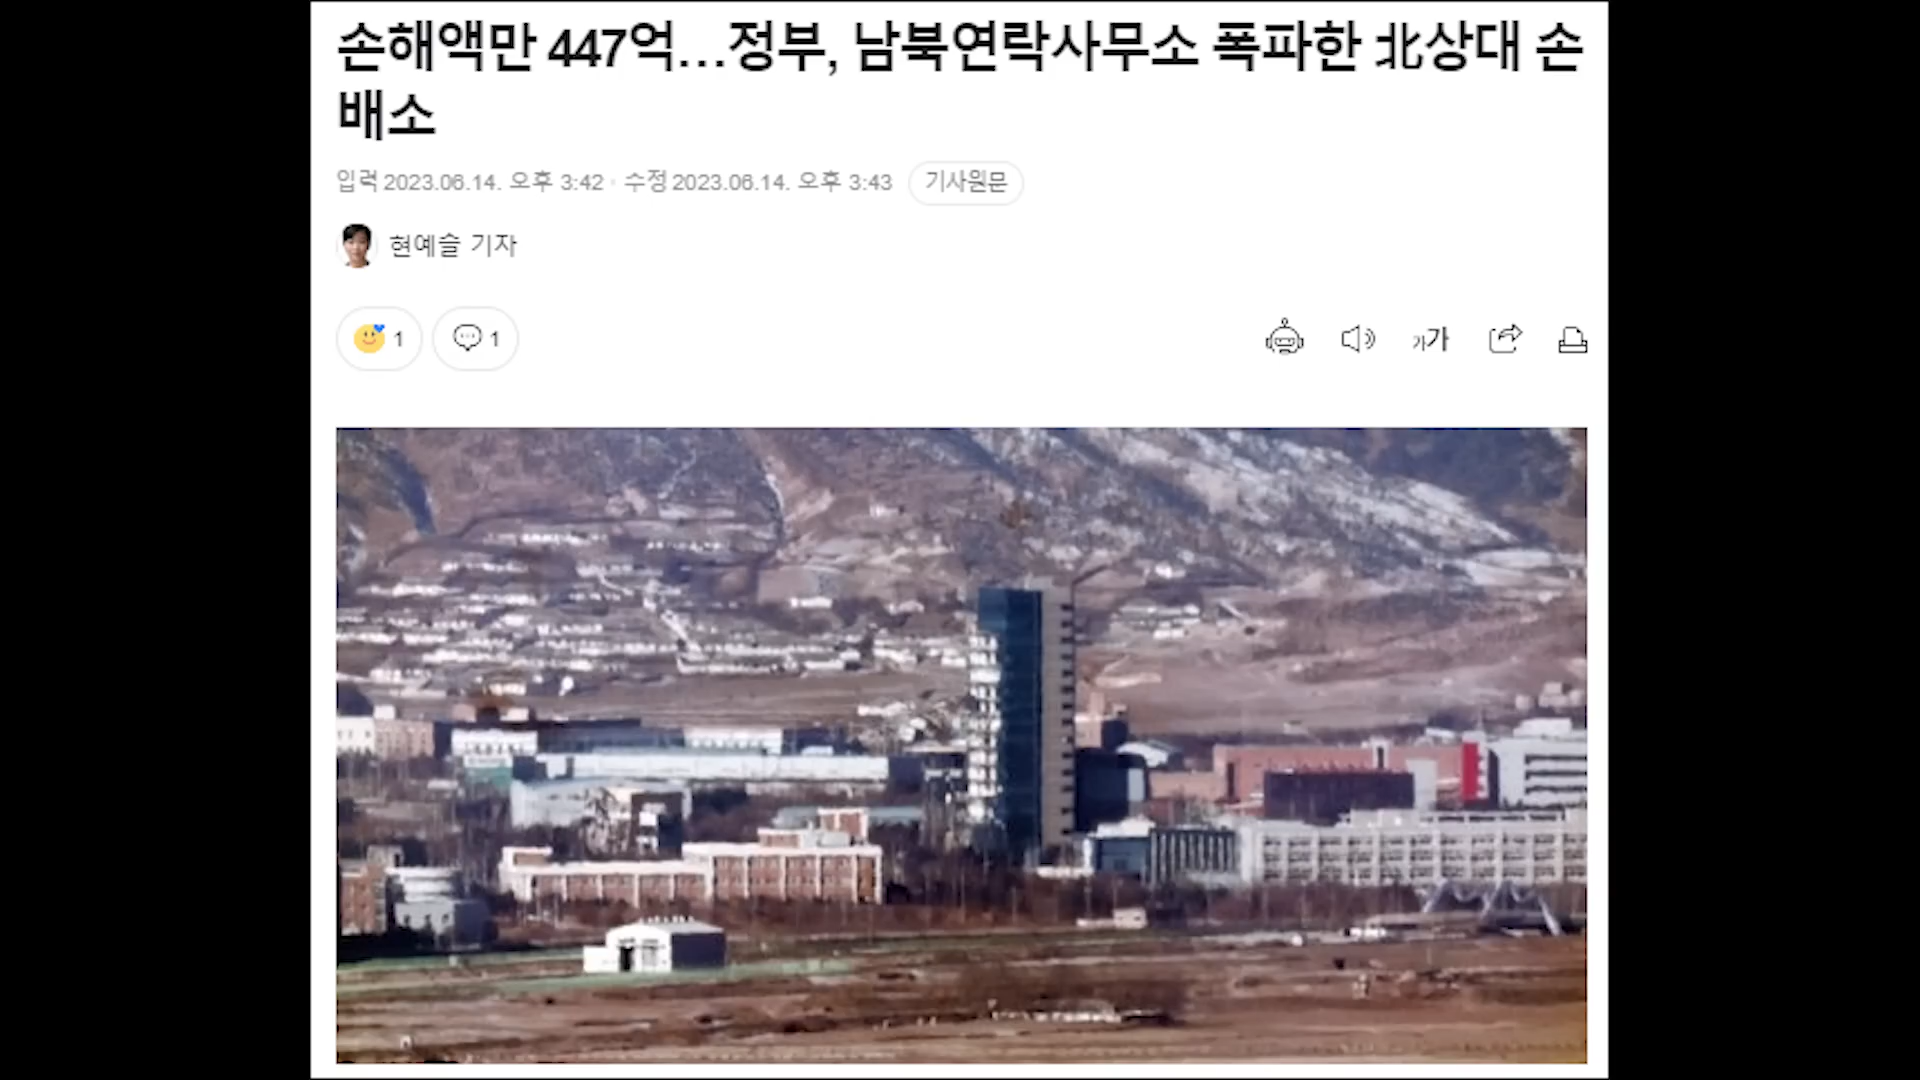 손해액만 447억…정부, 남북연락사무소 폭파한 北상대 손
배소
입력 2023.06.14. 오후 3:42 · 수정 2023.06.14. 오후 3:43 기사원문
현예슬 기자
1 1 가가